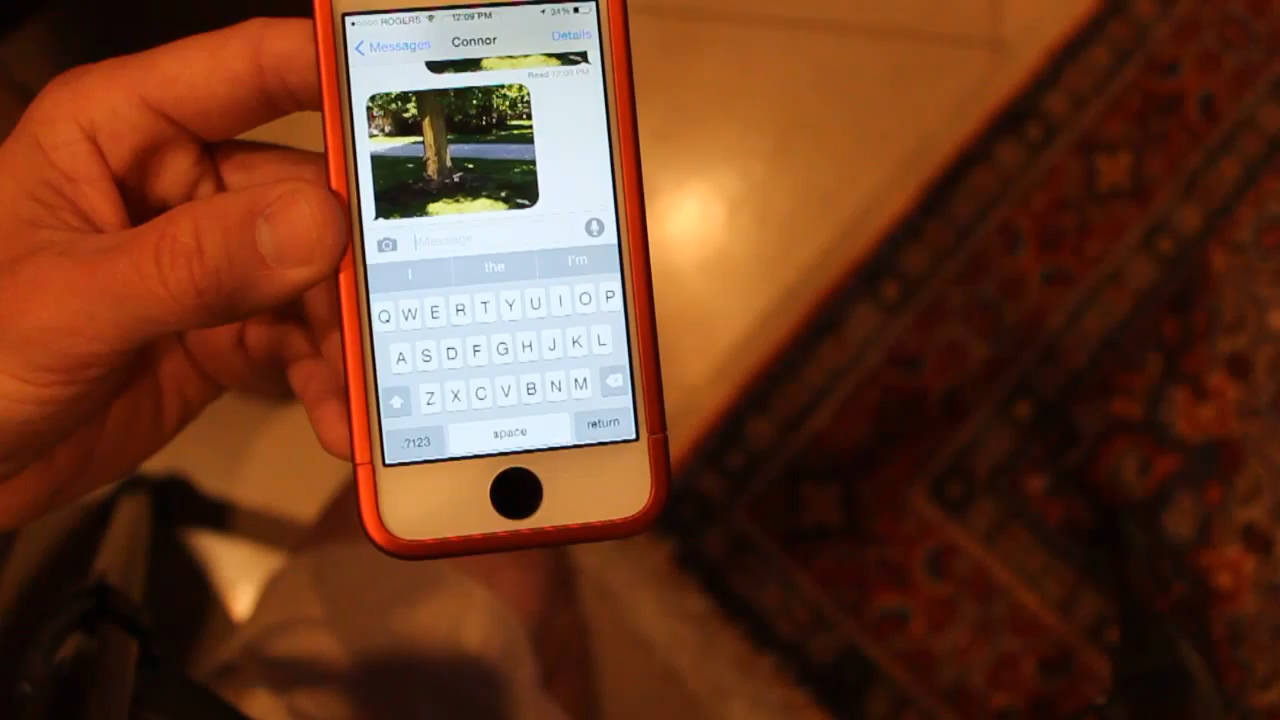 ROGERS 12:09 PM 34%
Messages Connor Details
Read 12:09 PM
Message
I the I'm
Q W E R T Y U I O P
A S D F G H J K L
Z X C V B N M
.?123 space return